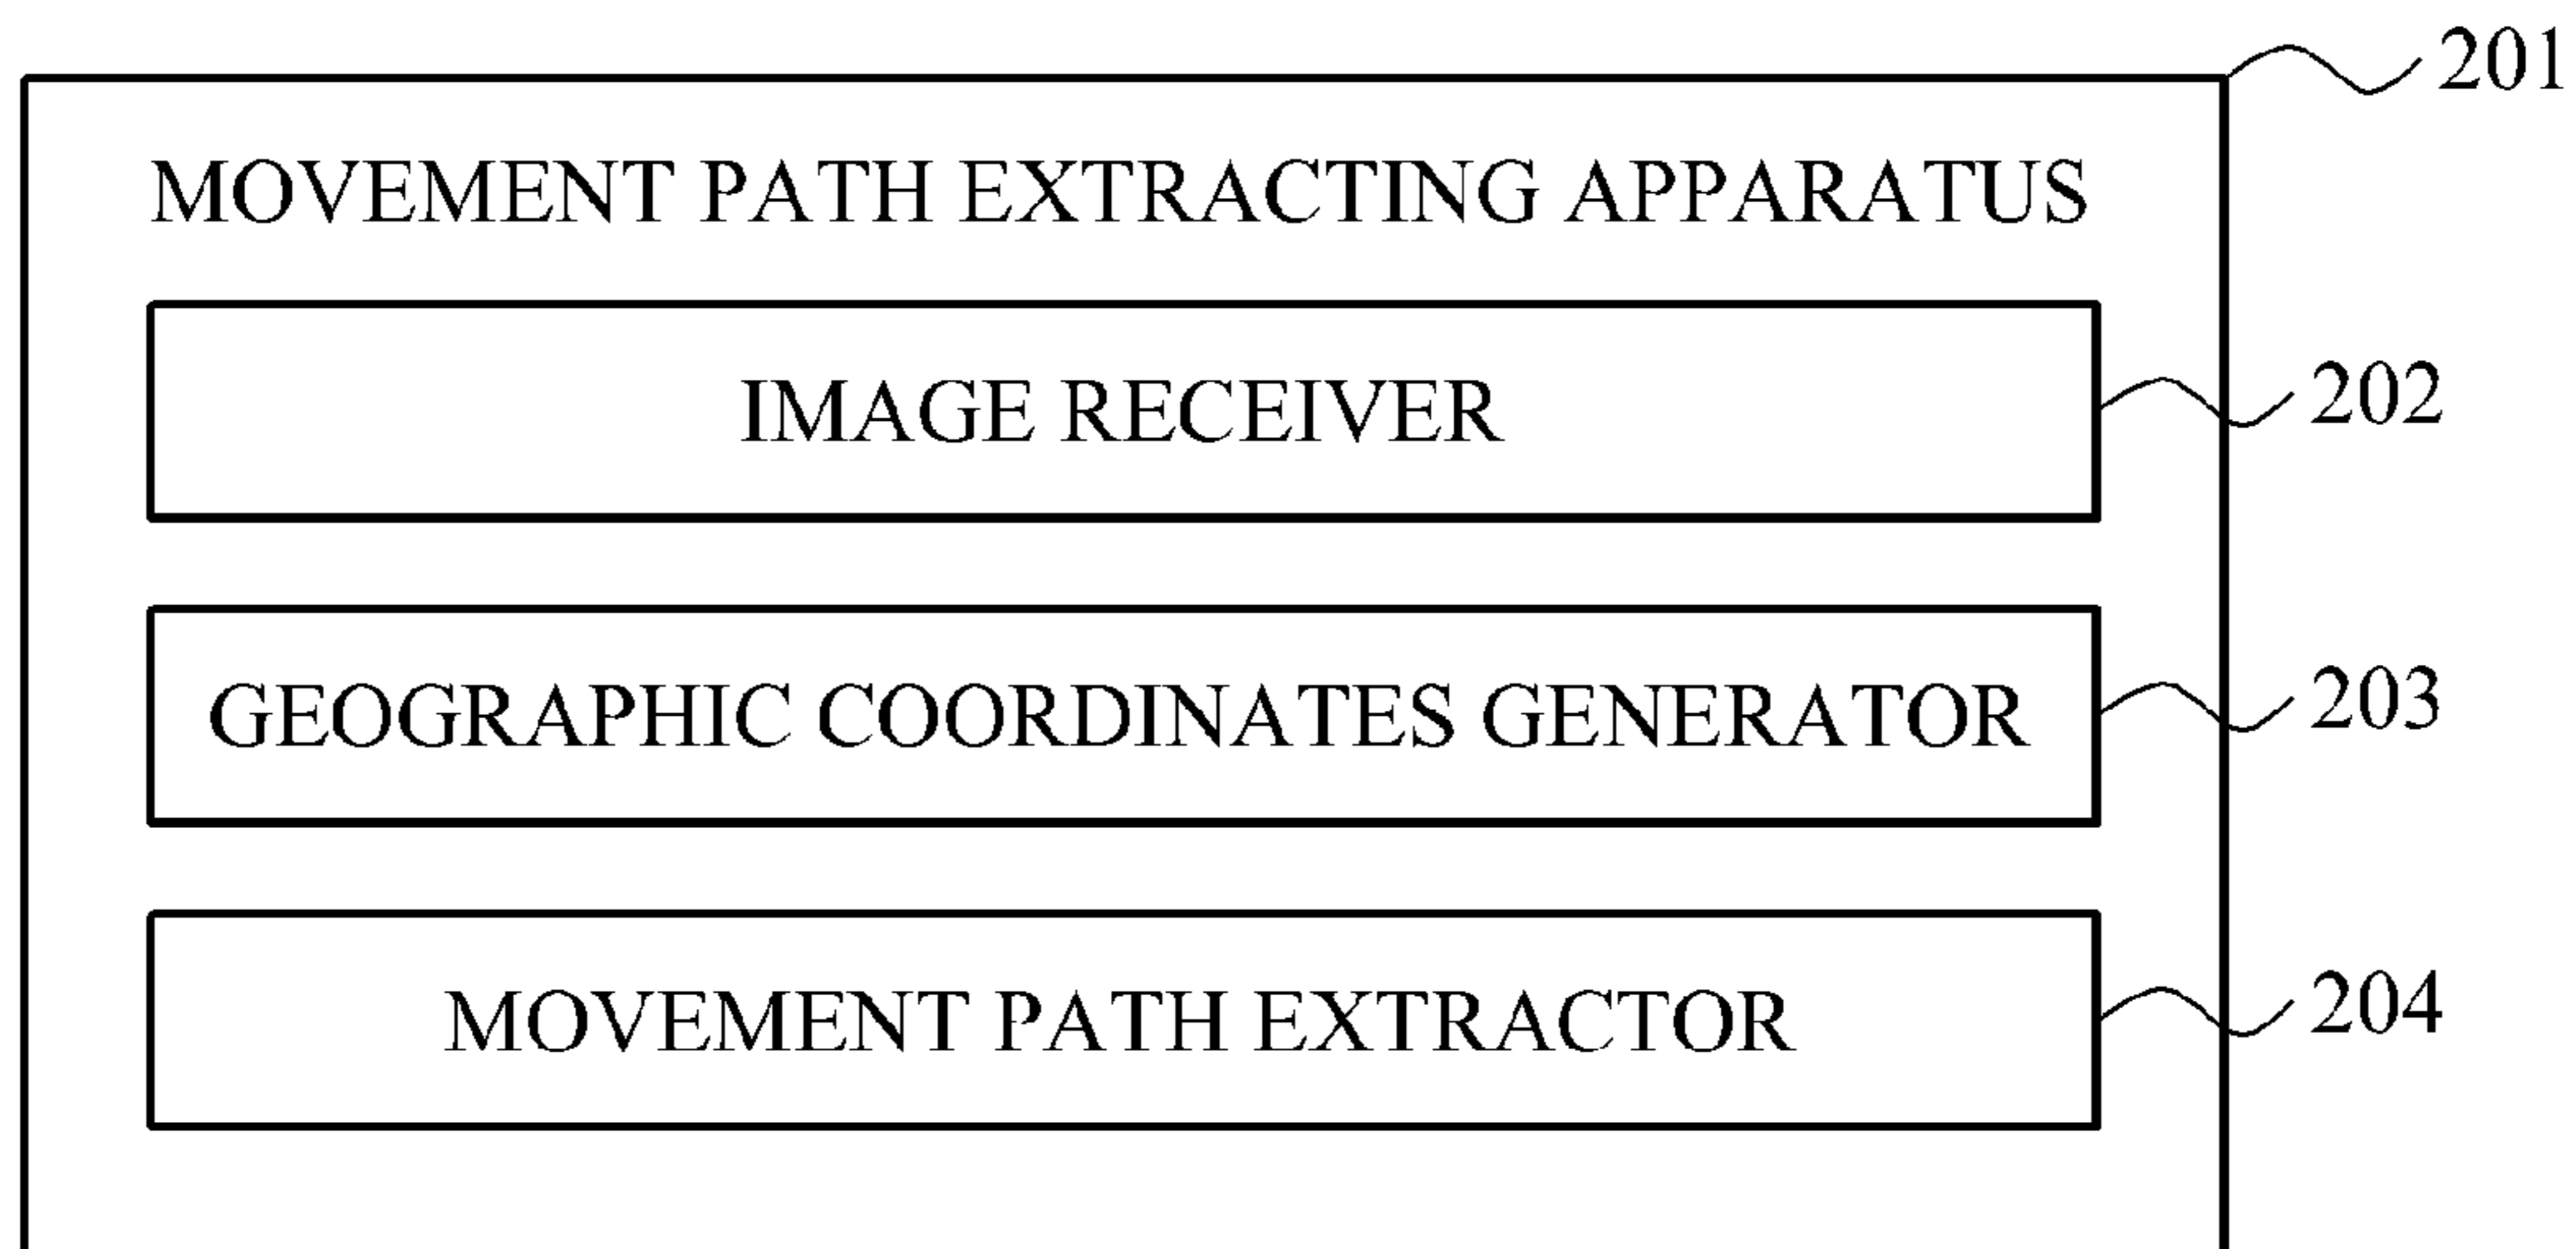 201
MOVEMENT PATH EXTRACTING APPARATUS
IMAGE RECEIVER
202
GEOGRAPHIC COORDINATES GENERATOR
203
MOVEMENT PATH EXTRACTOR
204